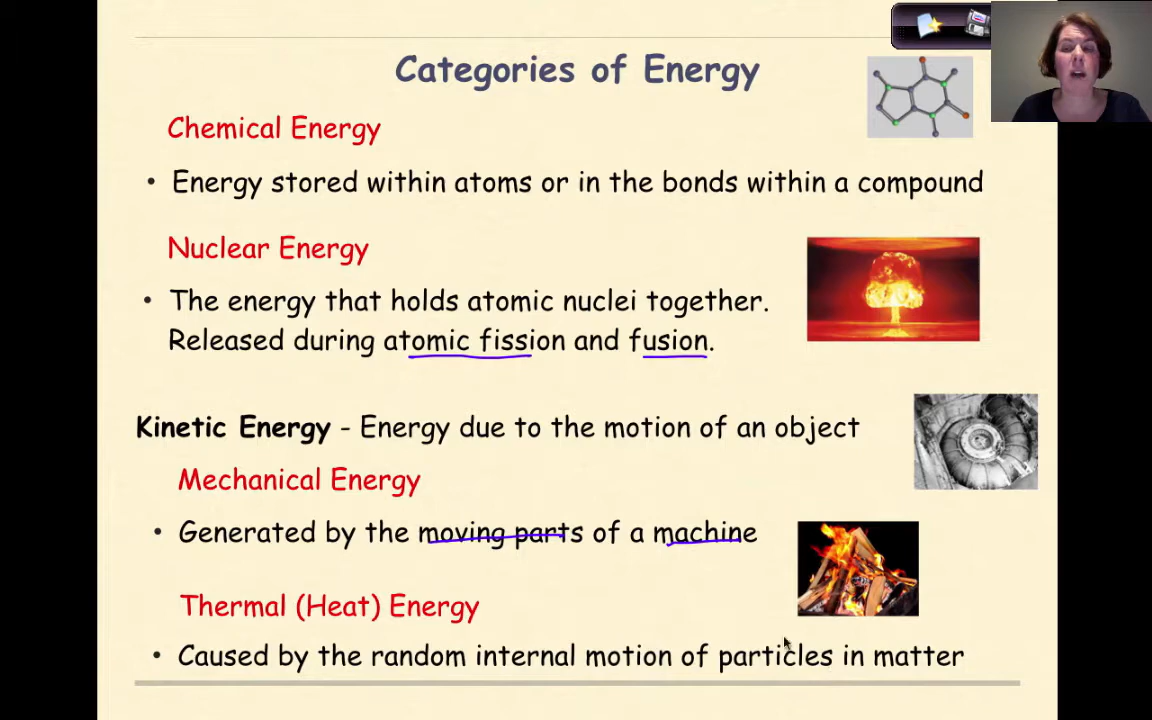 Categories of Energy
Chemical Energy
• Energy stored within atoms or in the bonds within a compound
Nuclear Energy
• The energy that holds atomic nuclei together.
Released during atomic fission and fusion.
Kinetic Energy - Energy due to the motion of an object
Mechanical Energy
• Generated by the moving parts of a machine
Thermal (Heat) Energy
• Caused by the random internal motion of particles in matter